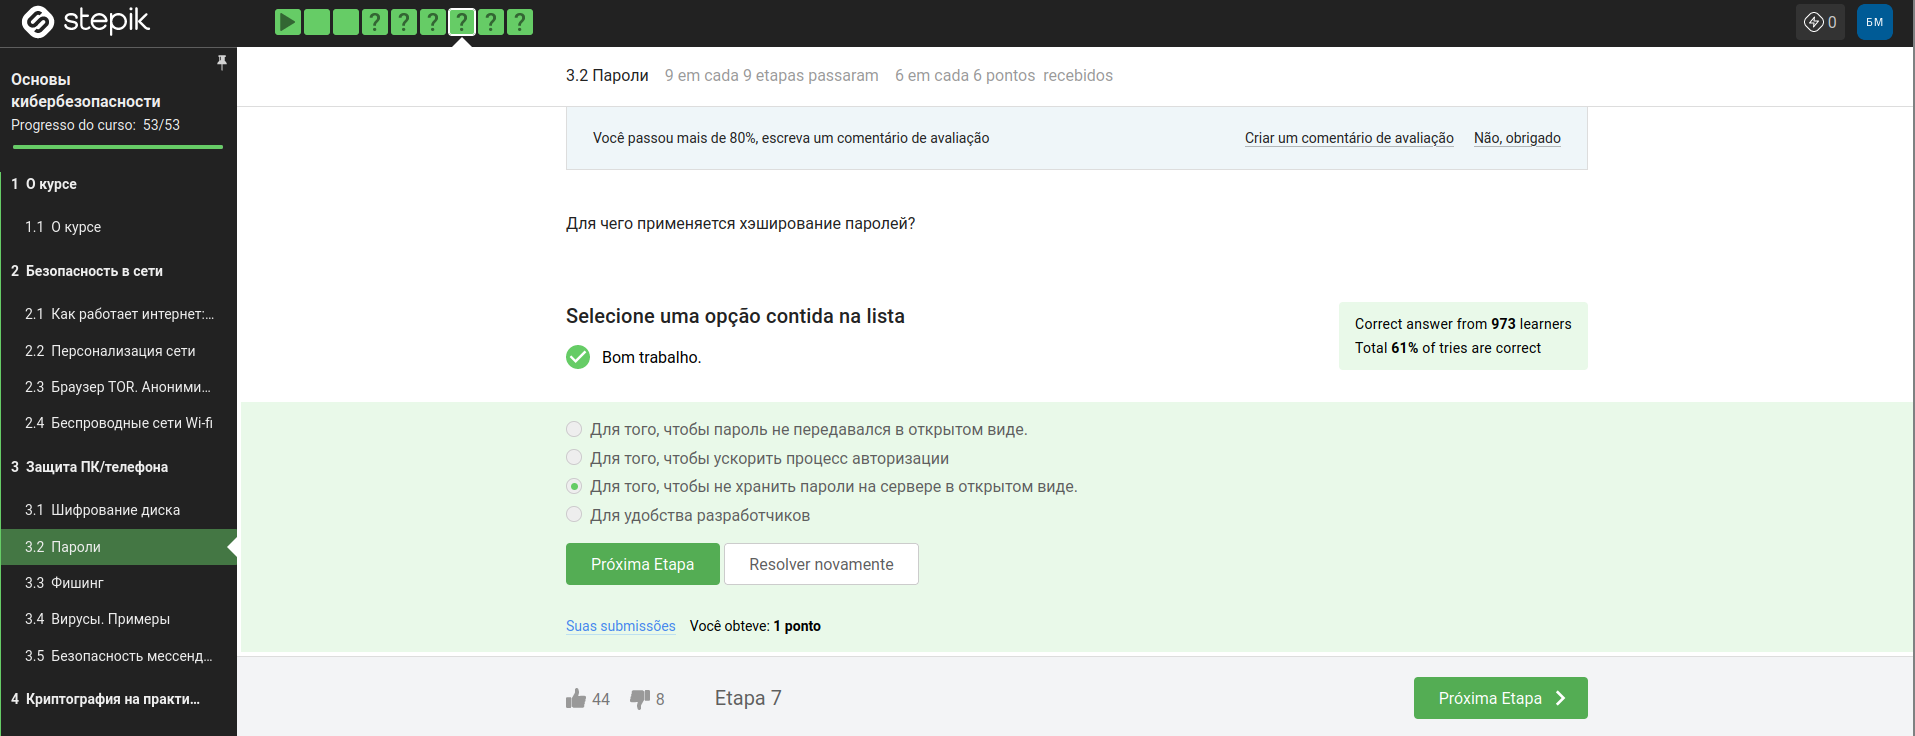 stepik
? ? ? ? ? ?
0
БМ
Основы
кибербезопасности
Progresso do curso: 53/53
1 О курсе
1.1 О курсе
2 Безопасность в сети
2.1 Как работает интернет:...
2.2 Персонализация сети
2.3 Браузер TOR. Аноними...
2.4 Беспроводные сети Wi-fi
3 Защита ПК/телефона
3.1 Шифрование диска
3.2 Пароли
3.3 Фишинг
3.4 Вирусы. Примеры
3.5 Безопасность мессенд...
4 Криптография на практи...
3.2 Пароли 9 em cada 9 etapas passaram 6 em cada 6 pontos recebidos
Você passou mais de 80%, escreva um comentário de avaliação Criar um comentário de avaliação Não, obrigado
Для чего применяется хэширование паролей?
Selecione uma opção contida na lista
Bom trabalho.
Correct answer from 973 learners
Total 61% of tries are correct
Для того, чтобы пароль не передавался в открытом виде.
Для того, чтобы ускорить процесс авторизации
Для того, чтобы не хранить пароли на сервере в открытом виде.
Для удобства разработчиков
Próxima Etapa Resolver novamente
Suas submissões Você obteve: 1 ponto
44 8 Etapa 7 Próxima Etapa